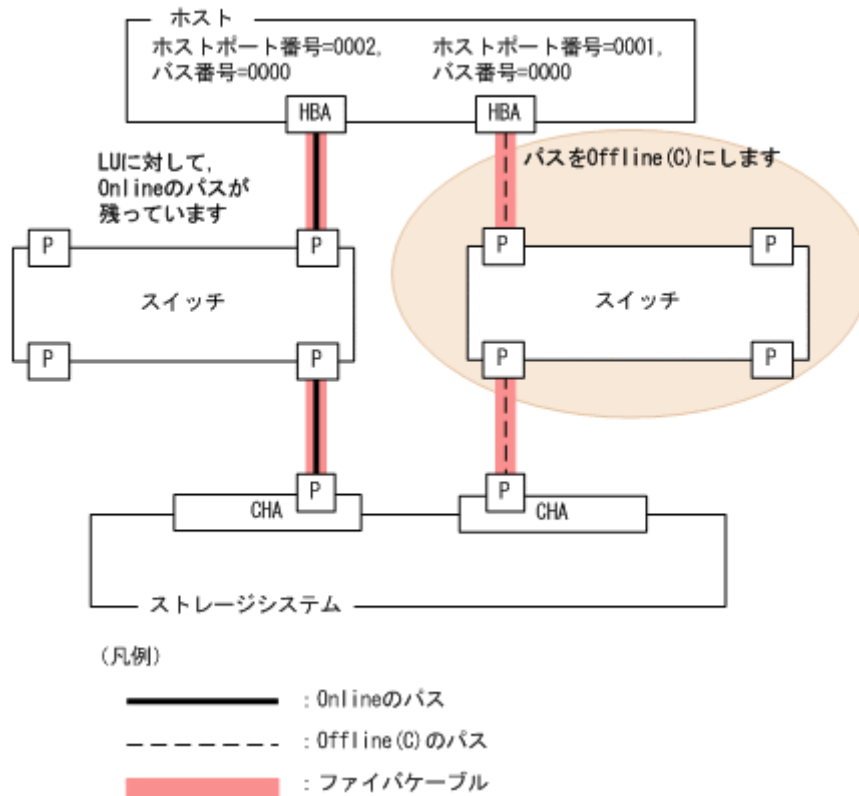 ホスト
ホストポート番号=0002,
バス番号=0000
ホストポート番号=0001,
バス番号=0000
HBA
HBA
LUに対して,
Onlineのパスが
残っています
パスをOffline(C)にします
P
P
P
P
スイッチ
スイッチ
P
P
P
P
P
P
CHA
CHA
ストレージシステム
(凡例)
：Onlineのパス
：Offline(C)のパス
：ファイバケーブル